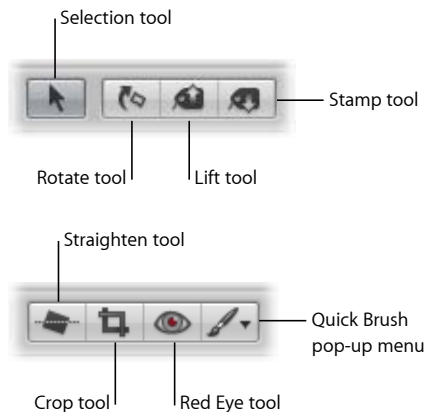 Selection tool
Stamp tool
Rotate tool
Lift tool
Straighten tool
Quick Brush
pop-up menu
Crop tool
Red Eye tool